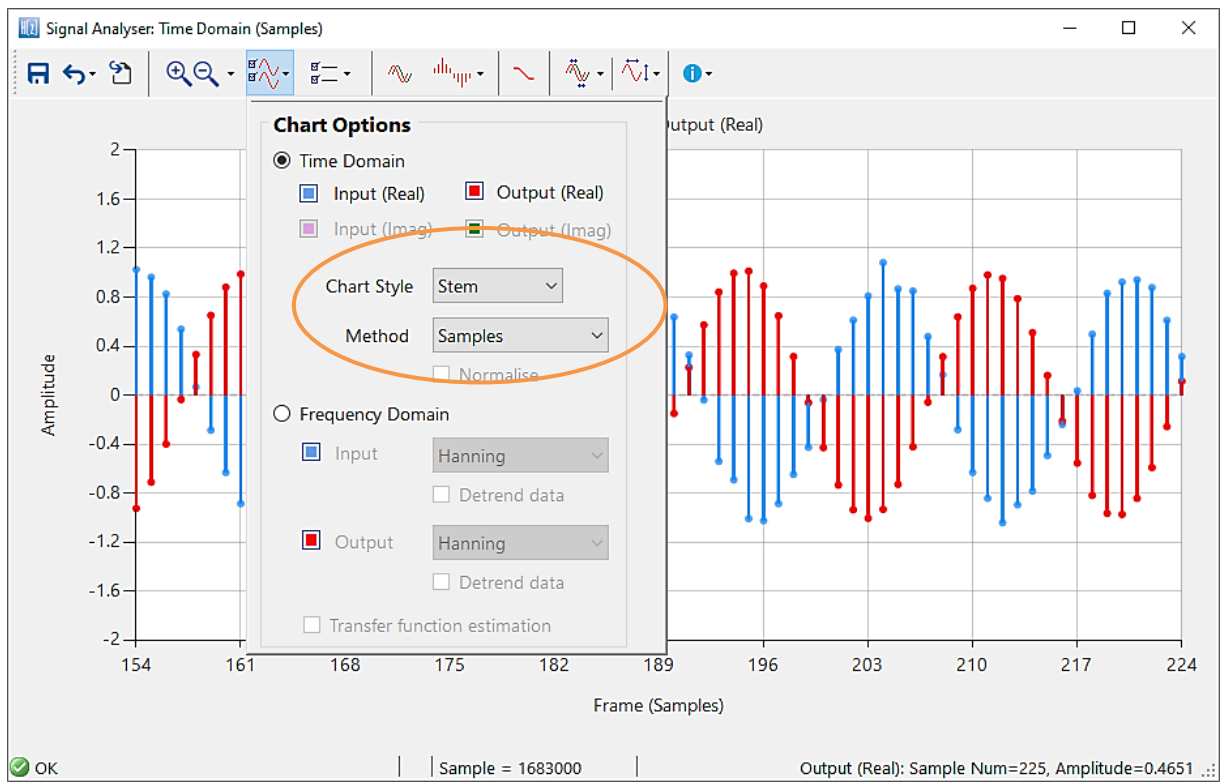 Signal Analyser: Time Domain (Samples)
Chart Options
utput (Real)
Time Domain
Input (Real)
Output (Real)
Input (Imag)
Output (Imag)
Chart Style
Stem
Method
Samples
Normalise
Frequency Domain
Input
Hanning
Detrend data
Output
Hanning
Detrend data
Transfer function estimation
Amplitude
2
1.6
1.2
0.8
0.4
0
-0.4
-0.8
-1.2
-1.6
-2
154 161 168 175 182 189 196 203 210 217 224
Frame (Samples)
OK
Sample = 1683000
Output (Real): Sample Num=225, Amplitude=0.4651